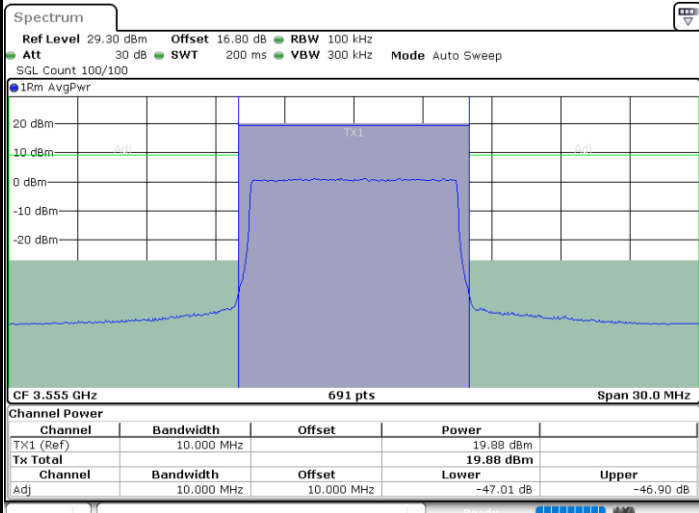 Spectrum
Ref Level 29.30 dBm Offset 16.80 dB RBW 100 kHz
Att 30 dB SWT 200 ms VBW 300 kHz Mode Auto Sweep
SGL Count 100/100
1Rm AvgPwr
20 dBm
TX1
Adj Adj
10 dBm
0 dBm
-10 dBm
-20 dBm
CF 3.555 GHz 691 pts Span 30.0 MHz
Channel Power
Channel Bandwidth Offset Power
TX1 (Ref) 10.000 MHz 19.88 dBm
Tx Total 19.88 dBm
Channel Bandwidth Offset Lower Upper
Adj 10.000 MHz 10.000 MHz -47.01 dB -46.90 dB